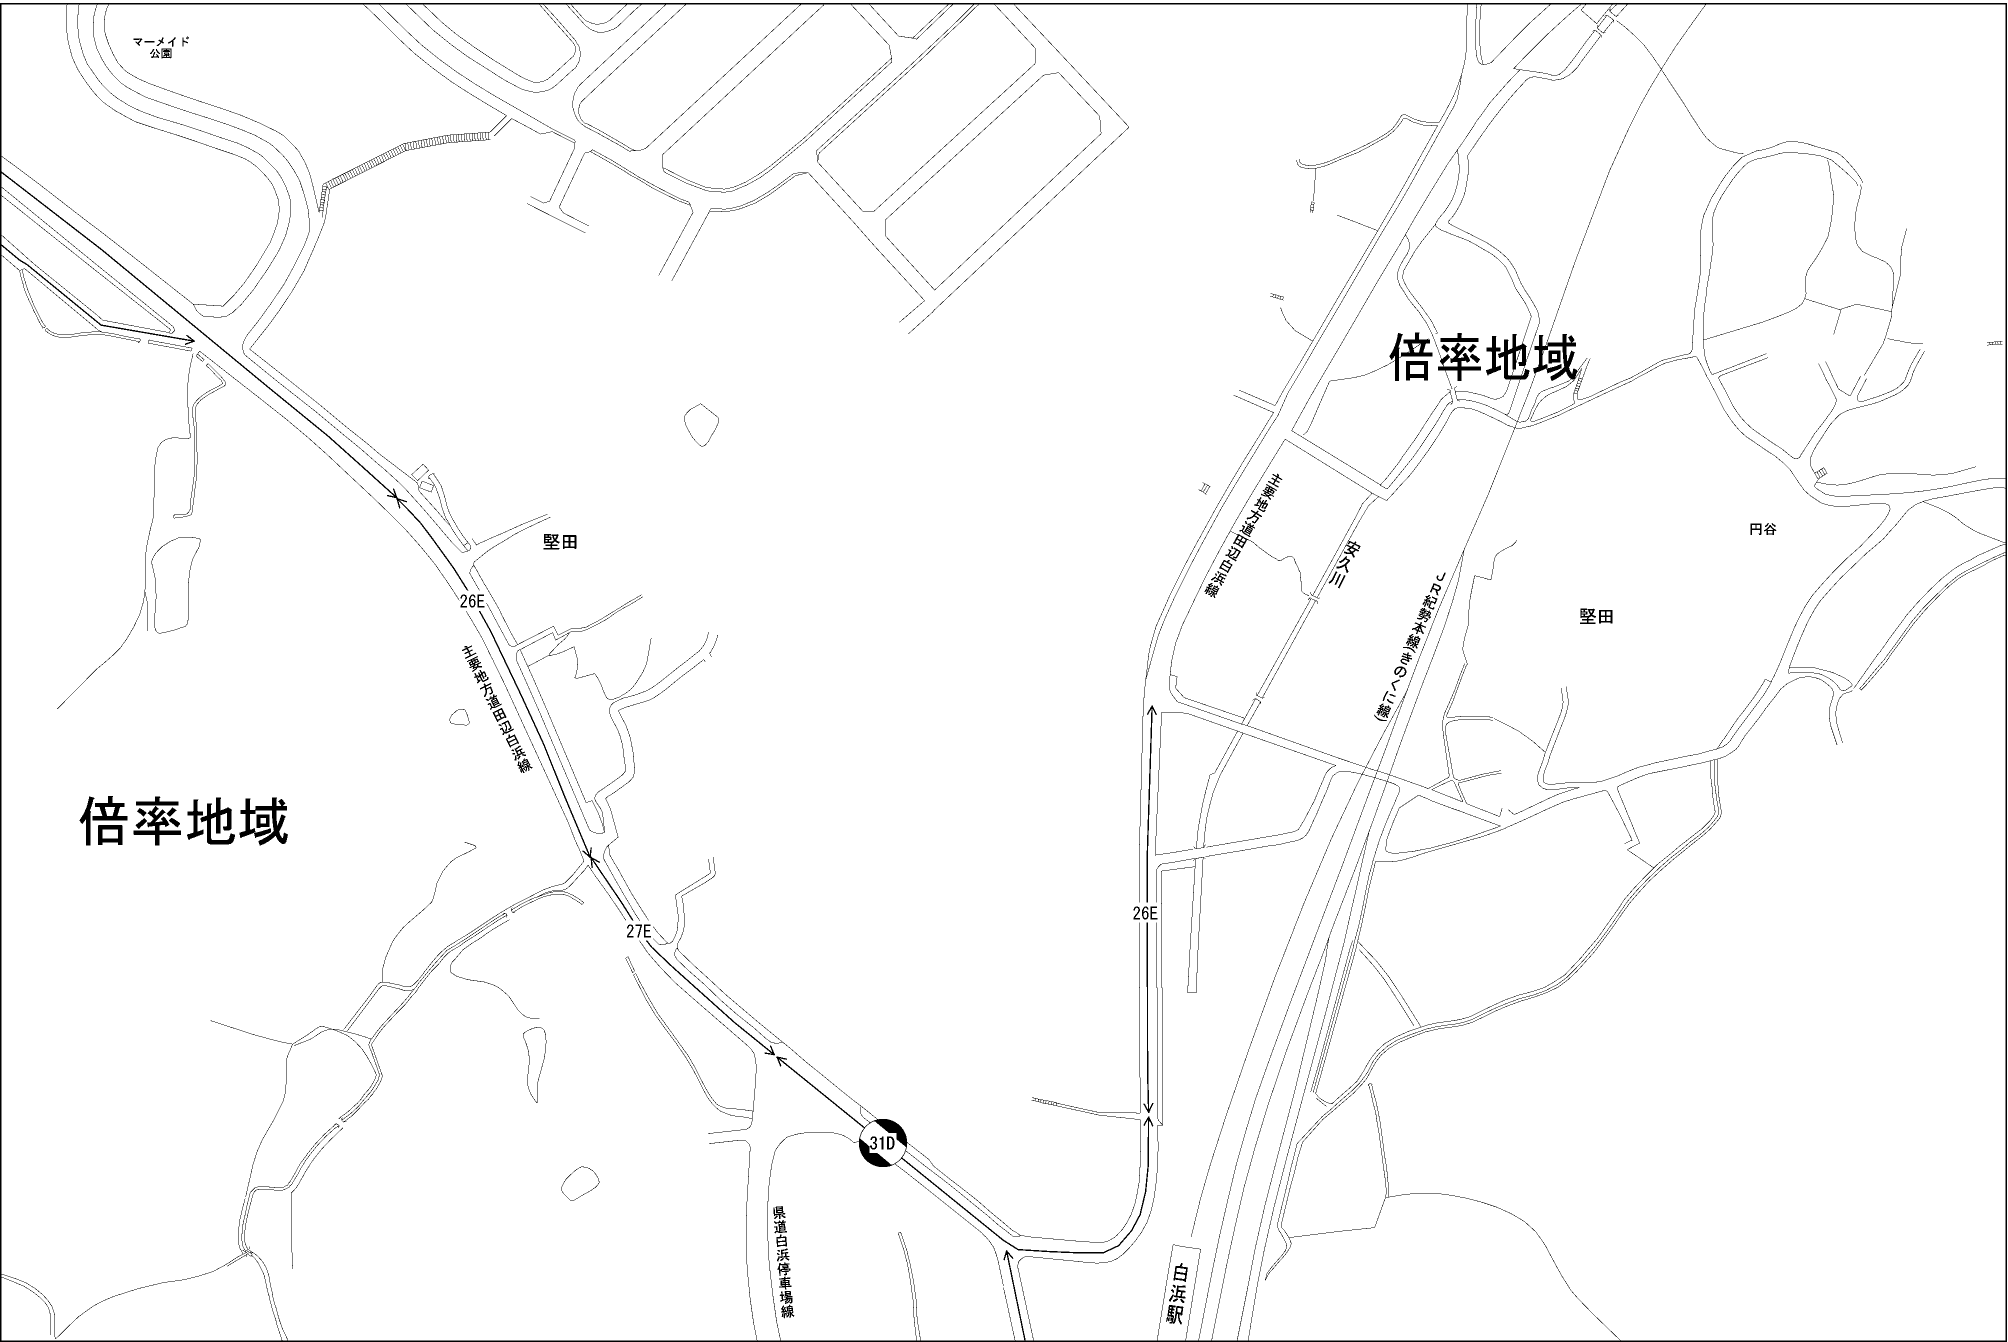 マーメイド
公園
倍率地域
主要地方道田辺白浜線
円谷
堅田
安久川
JR紀勢本線(きのくに線)
26E
堅田
主要地方道田辺白浜線
倍率地域
26E
27E
31D
県道白浜停車場線
白浜駅